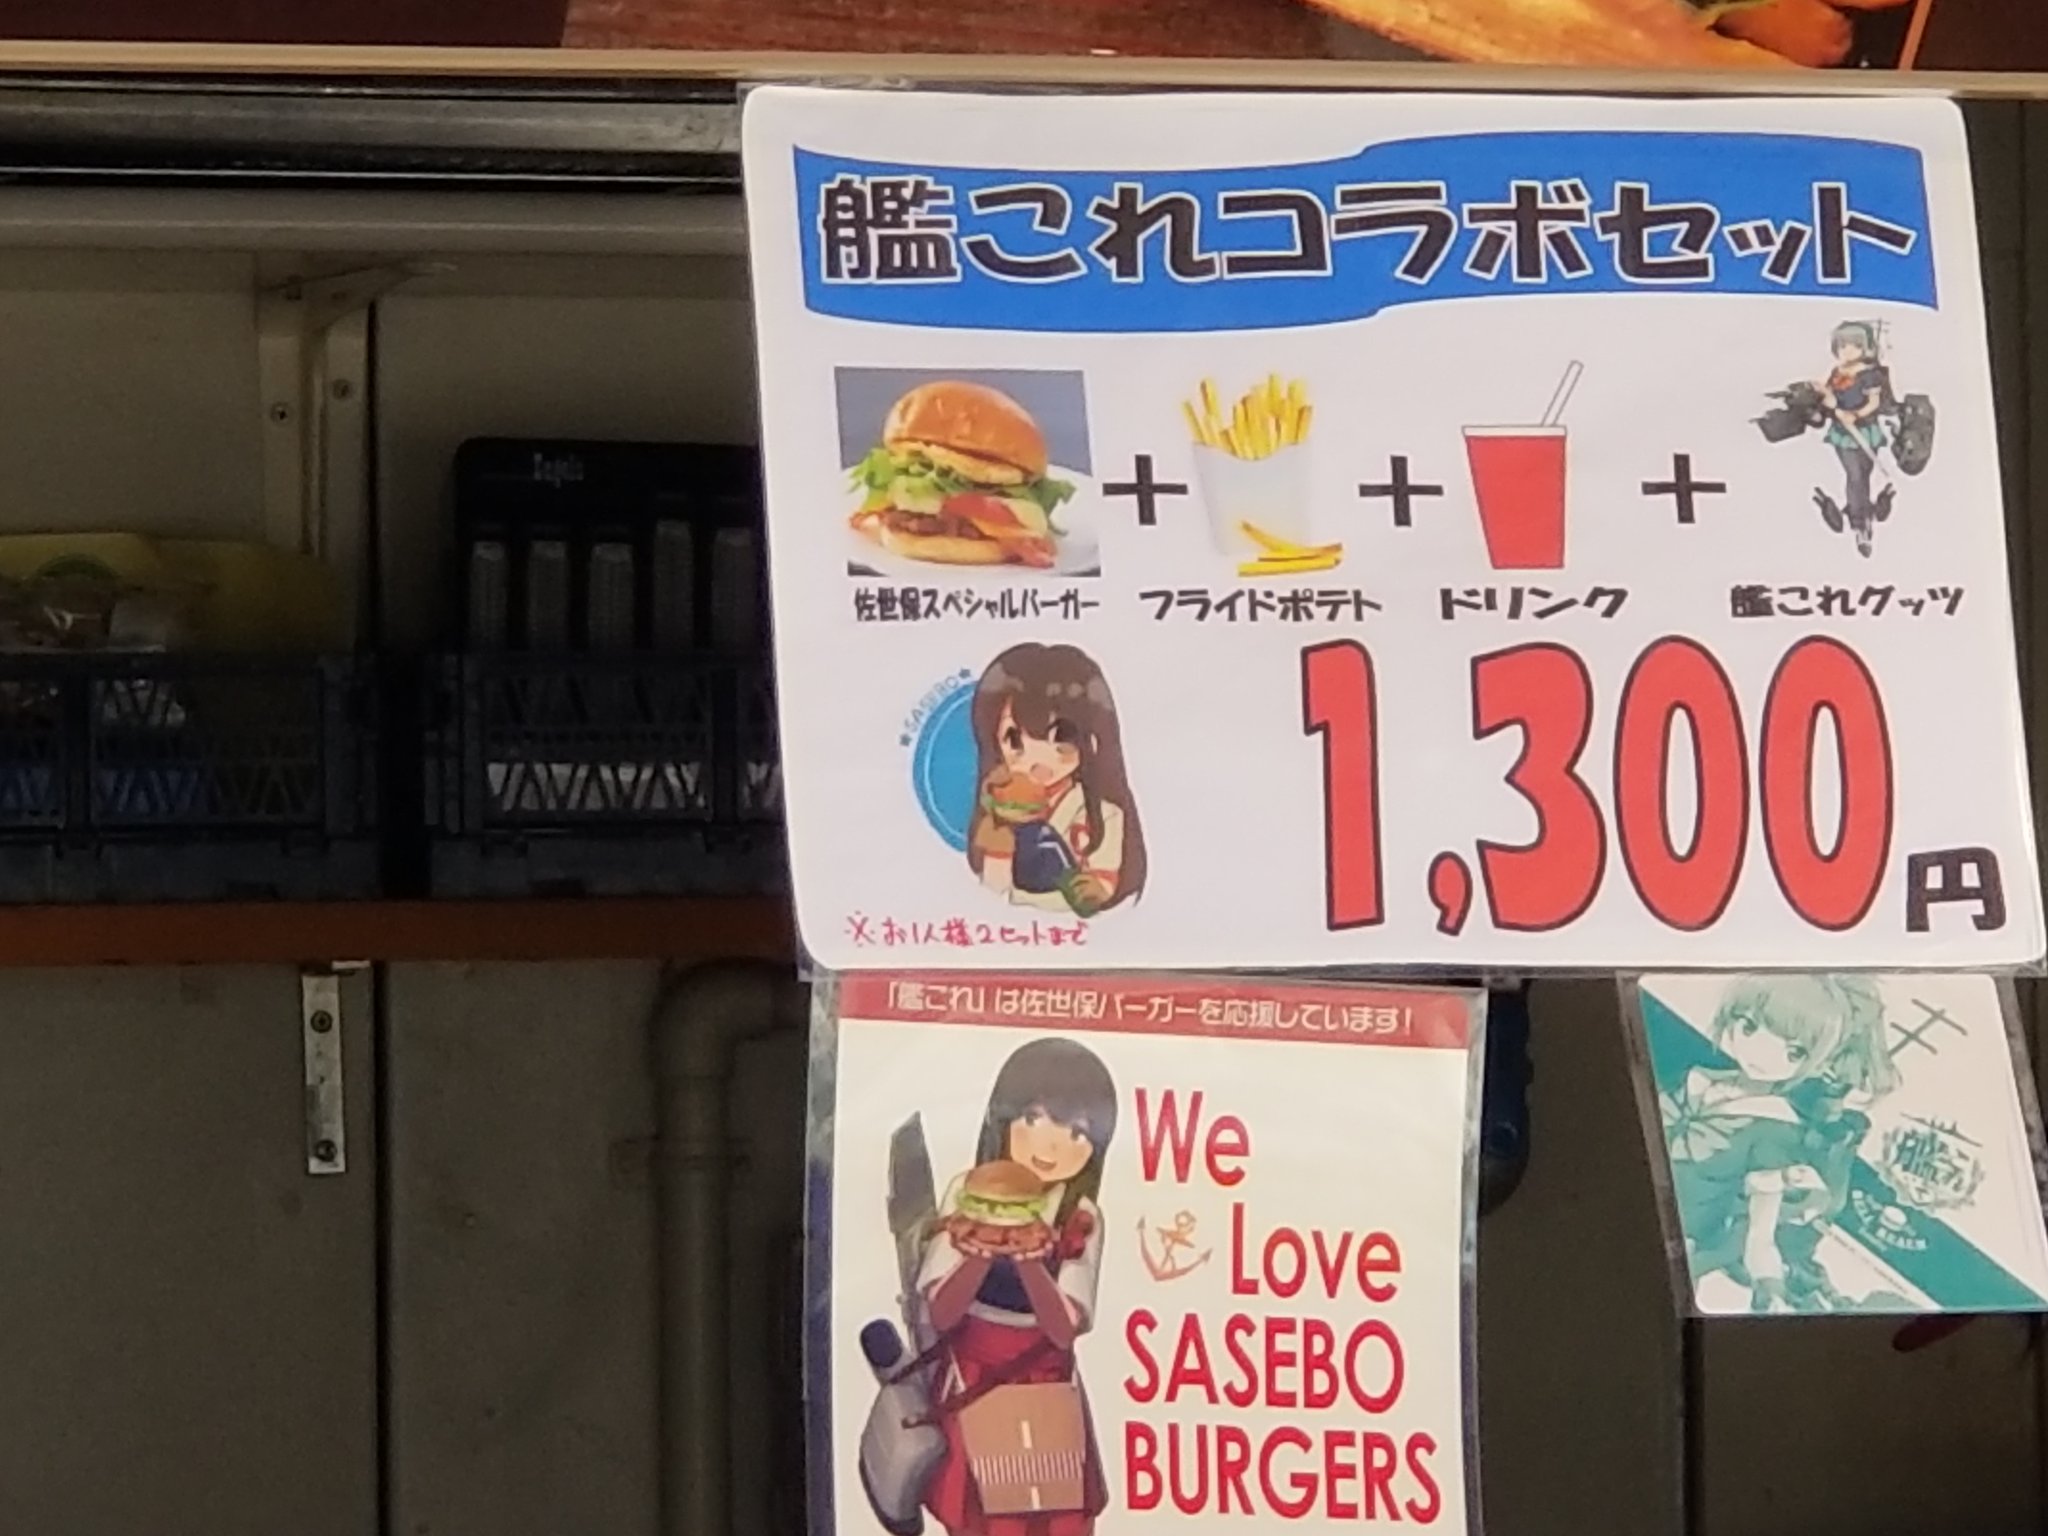 艦これコラボセット
+
+
+
佐世保スペシャルバーガー
フライドポテト
ドリンク
艦これグッツ
★SASEBO★
1,300円
※お1人様2セットまで
「艦これ」は佐世保バーガーを応援しています!
We
Love
SASEBO
BURGERS